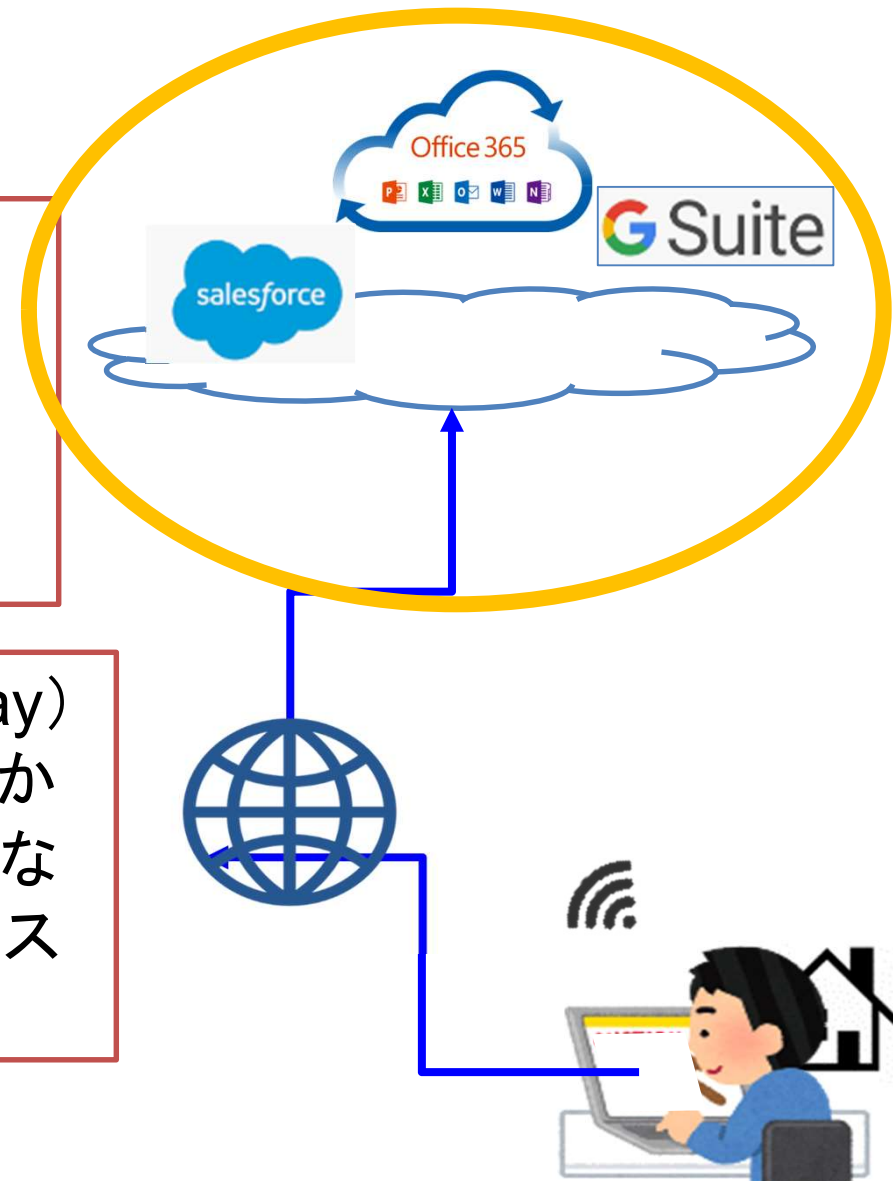 Office 365
P X O W N
G Suite
salesforce
ay）
か
な
ス